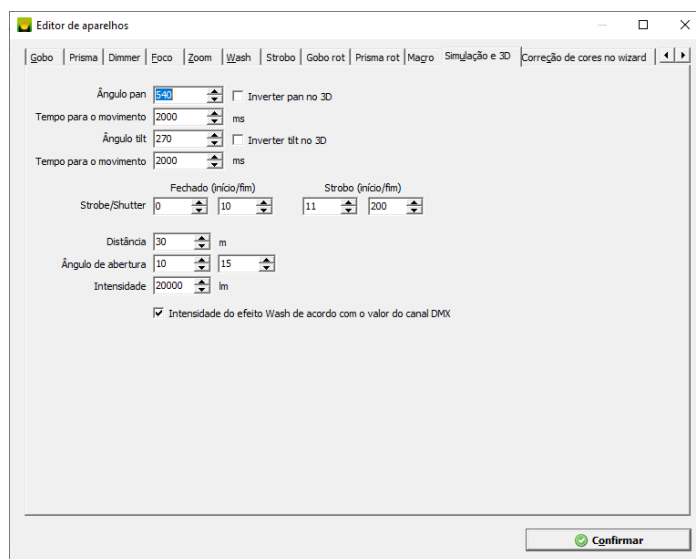 Editor de aparelhos
Gobo Prisma Dimmer Foco Zoom Wash Strobo Gobo rot Prisma rot Macro Simulação e 3D Correção de cores no wizard
Ângulo pan 540 Inverter pan no 3D
Tempo para o movimento 2000 ms
Ângulo tilt 270 Inverter tilt no 3D
Tempo para o movimento 2000 ms
Fechado (início/fim) Strobo (início/fim)
Strobe/Shutter 0 10 11 200
Distância 30 m
Ângulo de abertura 10 15
Intensidade 20000 lm
Intensidade do efeito Wash de acordo com o valor do canal DMX
Confirmar